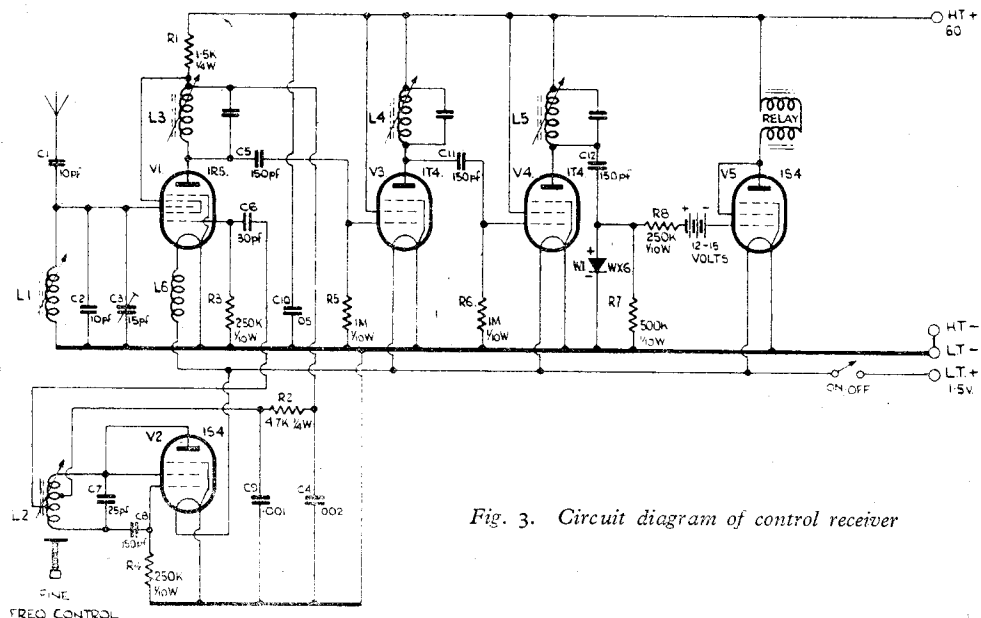 HT+
60
R1
1·5K
¼W
L3
C1
10pf
V1
1R5.
C5
150pf
C6
30pf
L4
V3
1T4.
C11
150pf
L5
V4.
1T4
C12
150pf
RELAY
V5
1S4
R8
250K
1/10W
+ -
12-15
VOLTS
+
W1
-
WX6
R7
500K
1/10W
L1
C2
10pf
C3
15pf
L6
R3
250K
1/10W
C10
·05
R5
1M
1/10W
R6.
1M
1/10W
HT-
LT-
LT.+
1·5v.
ON-OFF
V2
1S4
R2
4·7K ¼W
L2
C7
25pf
C8
150pf
R4
250K
1/10W
C9
·001
C4
·002
FINE
FREQ CONTROL
Fig. 3. Circuit diagram of control receiver